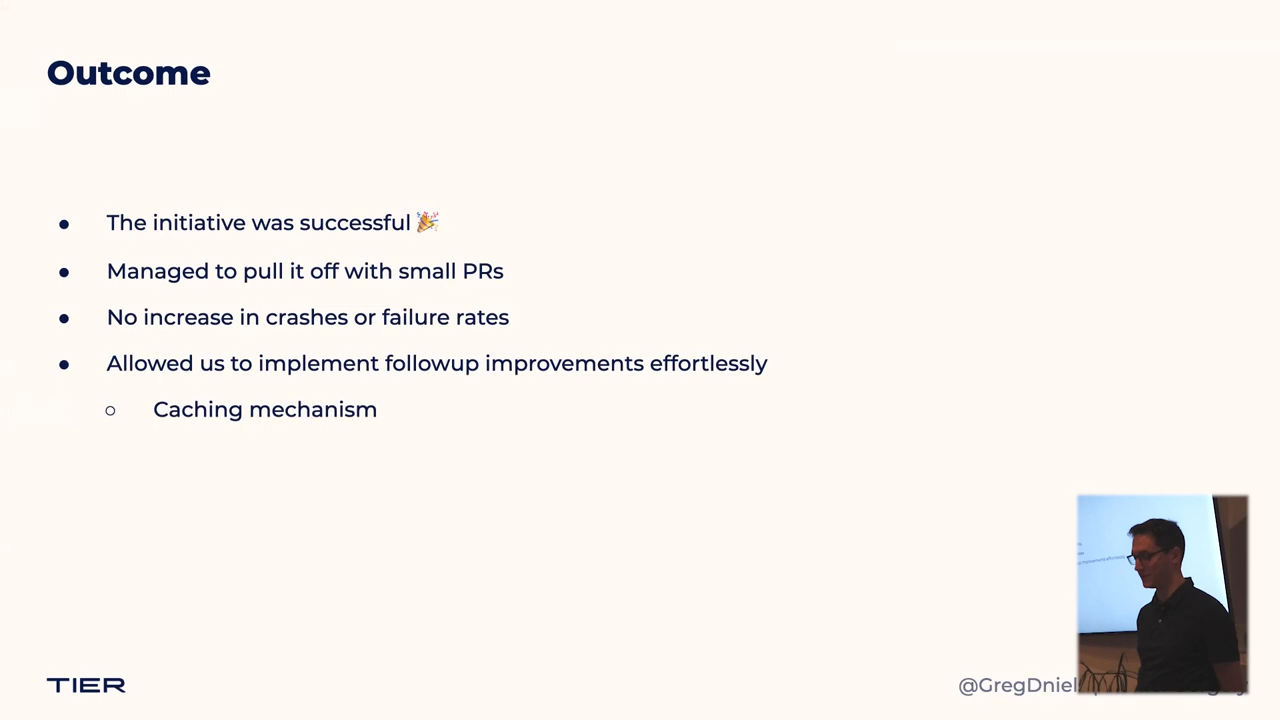 Outcome
● The initiative was successful 🎉
● Managed to pull it off with small PRs
● No increase in crashes or failure rates
● Allowed us to implement followup improvements effortlessly
○ Caching mechanism
TIER
@GregDniel